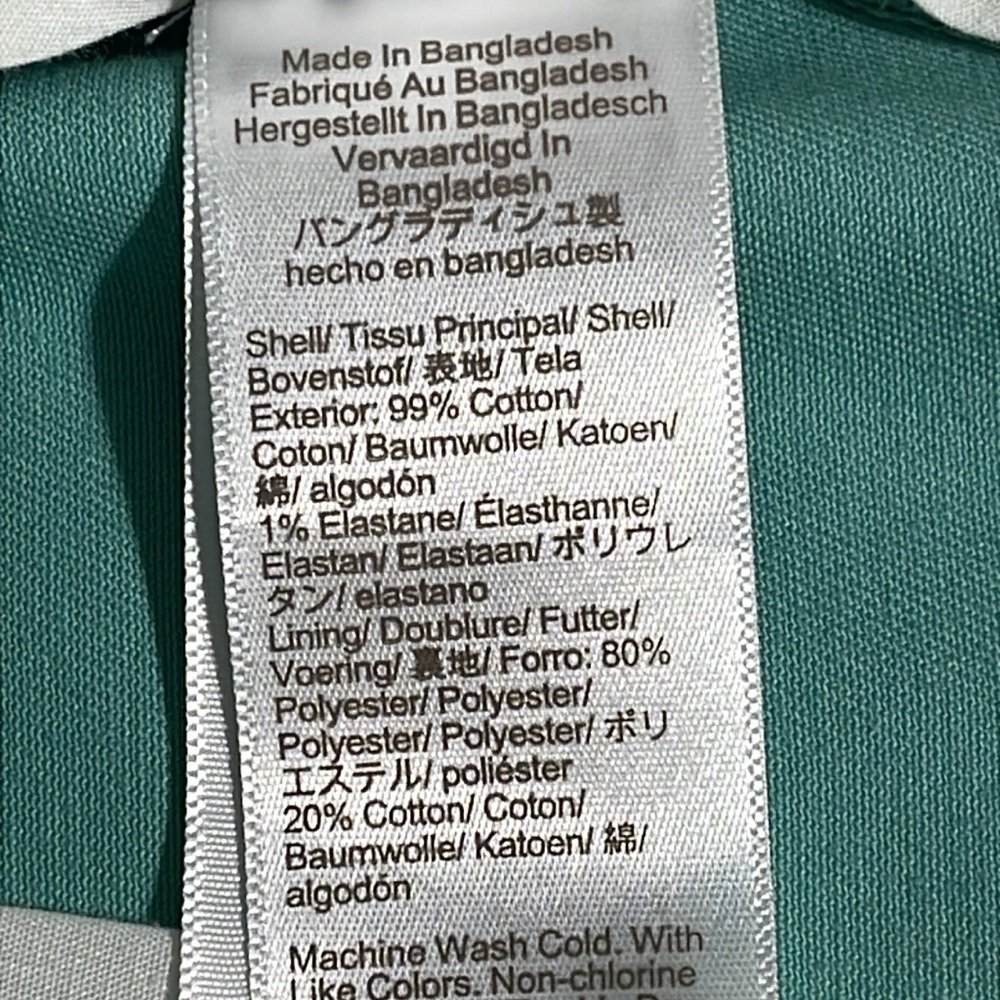 Made In Bangladesh
Fabriqué Au Bangladesh
Hergestellt In Bangladesch
Vervaardigd In
Bangladesh
バングラディシュ製
hecho en bangladesh
Shell/ Tissu Principal/ Shell/
Bovenstof/ 表地/ Tela
Exterior: 99% Cotton/
Coton/ Baumwolle/ Katoen/
綿/ algodón
1% Elastane/ Élasthanne/
Elastan/ Elastaan/ ポリウレ
タン/ elastano
Lining/ Doublure/ Futter/
Voering/ 裏地/ Forro: 80%
Polyester/ Polyester/
Polyester/ Polyester/ ポリ
エステル/ poliéster
20% Cotton/ Coton/
Baumwolle/ Katoen/ 綿/
algodón
Machine Wash Cold. With
Like Colors. Non-chlorine